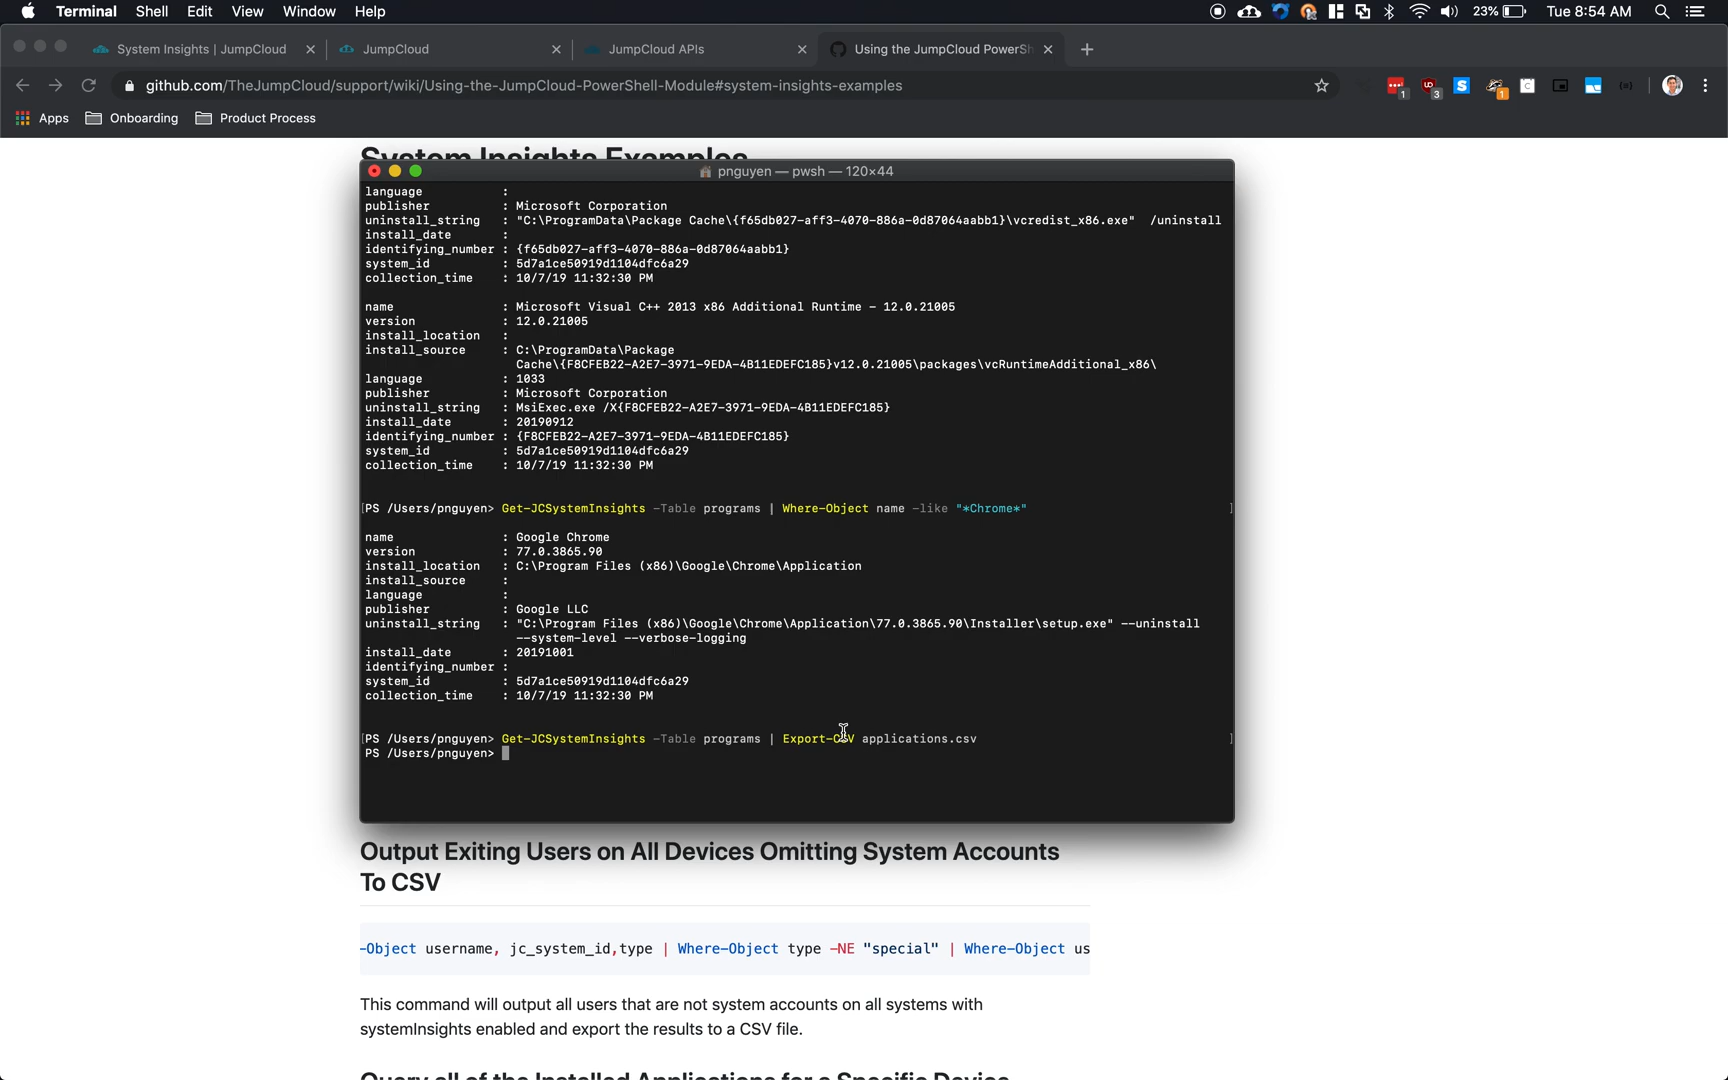 Terminal Shell Edit View Window Help 23% Tue 8:54 AM
System Insights | JumpCloud JumpCloud JumpCloud APIs Using the JumpCloud PowerSh
github.com/TheJumpCloud/support/wiki/Using-the-JumpCloud-PowerShell-Module#system-insights-examples
Apps Onboarding Product Process
System Insights Examples
pnguyen — pwsh — 120×44
language :
publisher : Microsoft Corporation
uninstall_string : "C:\ProgramData\Package Cache\{f65db027-aff3-4070-886a-0d87064aabb1}\vcredist_x86.exe" /uninstall
install_date :
identifying_number : {f65db027-aff3-4070-886a-0d87064aabb1}
system_id : 5d7a1ce50919d1104dfc6a29
collection_time : 10/7/19 11:32:30 PM
name : Microsoft Visual C++ 2013 x86 Additional Runtime - 12.0.21005
version : 12.0.21005
install_location :
install_source : C:\ProgramData\Package
Cache\{F8CFEB22-A2E7-3971-9EDA-4B11EDEFC185}v12.0.21005\packages\vcRuntimeAdditional_x86\
language : 1033
publisher : Microsoft Corporation
uninstall_string : MsiExec.exe /X{F8CFEB22-A2E7-3971-9EDA-4B11EDEFC185}
install_date : 20190912
identifying_number : {F8CFEB22-A2E7-3971-9EDA-4B11EDEFC185}
system_id : 5d7a1ce50919d1104dfc6a29
collection_time : 10/7/19 11:32:30 PM
[PS /Users/pnguyen> Get-JCSystemInsights -Table programs | Where-Object name -like "*Chrome*" ]
name : Google Chrome
version : 77.0.3865.90
install_location : C:\Program Files (x86)\Google\Chrome\Application
install_source :
language :
publisher : Google LLC
uninstall_string : "C:\Program Files (x86)\Google\Chrome\Application\77.0.3865.90\Installer\setup.exe" --uninstall
--system-level --verbose-logging
install_date : 20191001
identifying_number :
system_id : 5d7a1ce50919d1104dfc6a29
collection_time : 10/7/19 11:32:30 PM
[PS /Users/pnguyen> Get-JCSystemInsights -Table programs | Export-CSV applications.csv ]
PS /Users/pnguyen>
Output Exiting Users on All Devices Omitting System Accounts
To CSV
-Object username, jc_system_id,type | Where-Object type -NE "special" | Where-Object us
This command will output all users that are not system accounts on all systems with
systemInsights enabled and export the results to a CSV file.
Query all of the Installed Applications for a Specific Device